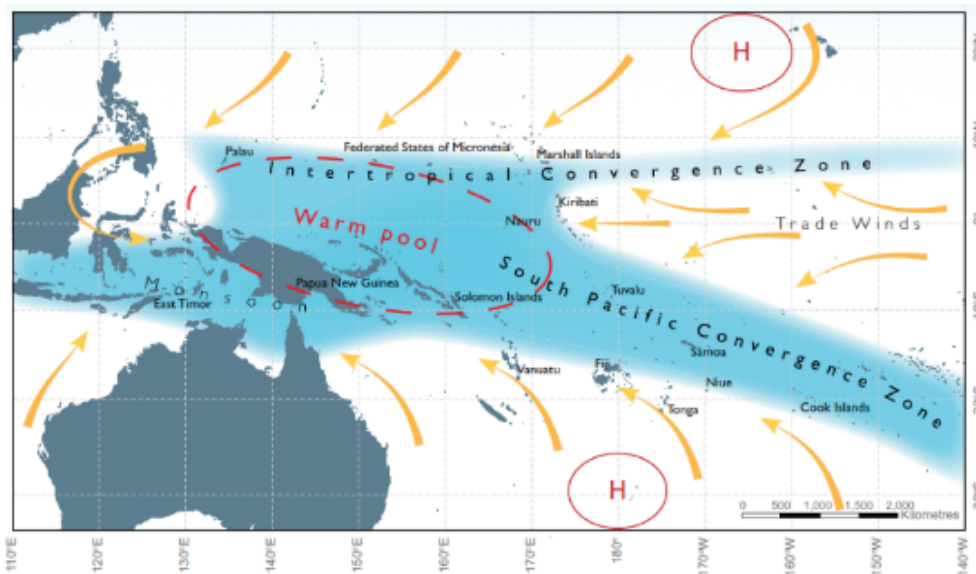 H
Palau
Federated States of Micronesia
Marshall Islands
Intertropical Convergence Zone
Kiribati
Warm pool
Nauru
Trade Winds
Monsoon
East Timor
Papua New Guinea
Solomon Islands
South Pacific Convergence Zone
Tuvalu
Samoa
Vanuatu
Fiji
Niue
Tonga
Cook Islands
H
0 500 1,000 1,500 2,000
Kilometres
110°E
120°E
130°E
140°E
150°E
160°E
170°E
180°
170°W
160°W
150°W
140°W